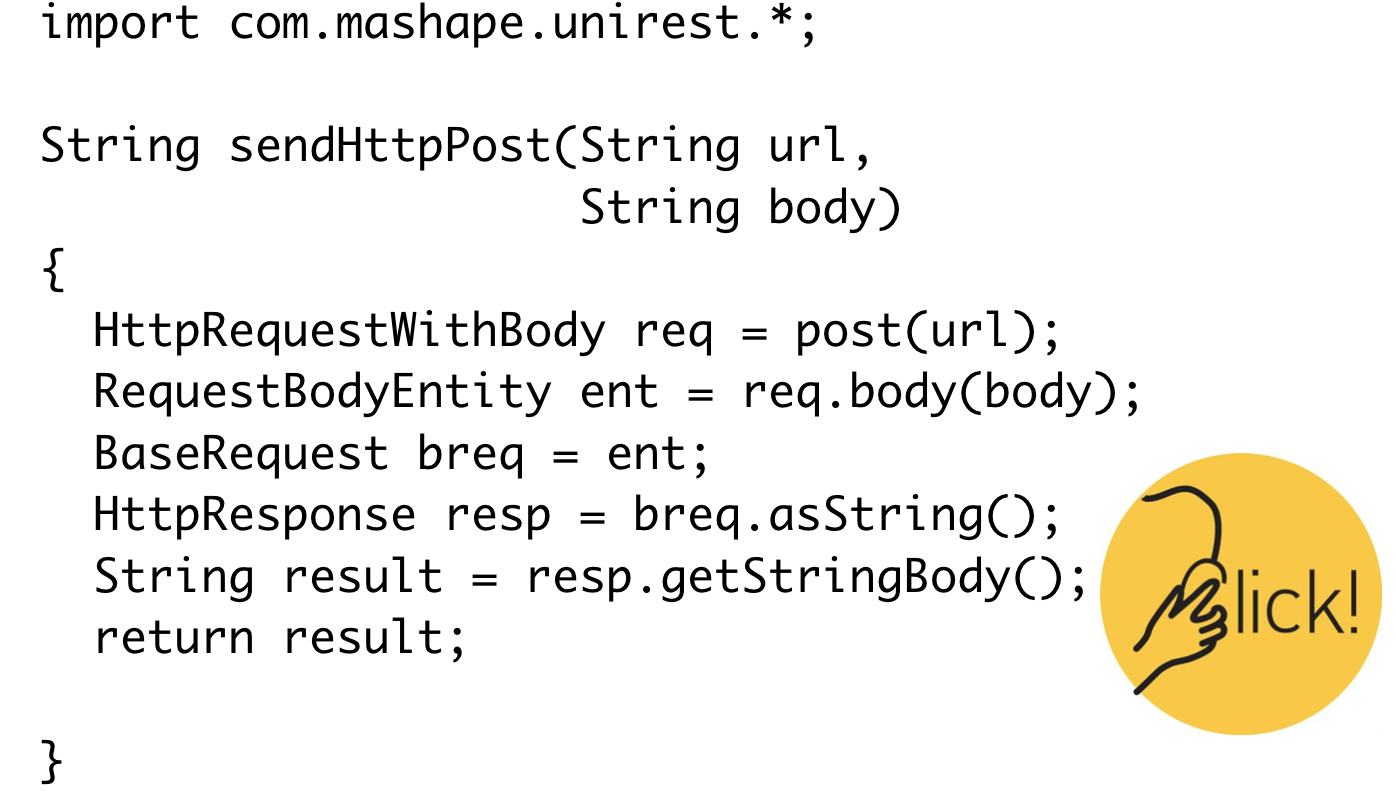 import com.mashape.unirest.*;
String sendHttpPost(String url,
String body)
{
HttpRequestWithBody req = post(url);
RequestBodyEntity ent = req.body(body);
BaseRequest breq = ent;
HttpResponse resp = breq.asString();
String result = resp.getStringBody();
return result;
}
lick!